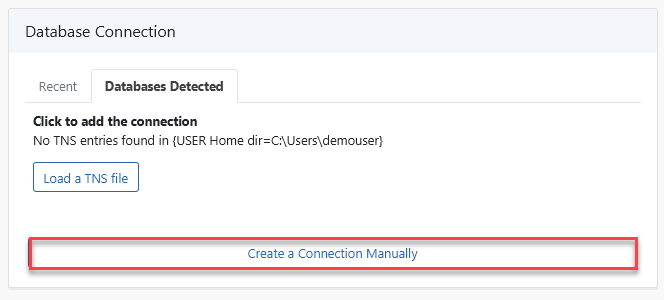 Database Connection
Recent
Databases Detected
Click to add the connection
No TNS entries found in {USER Home dir=C:\Users\demouser}
Load a TNS file
Create a Connection Manually